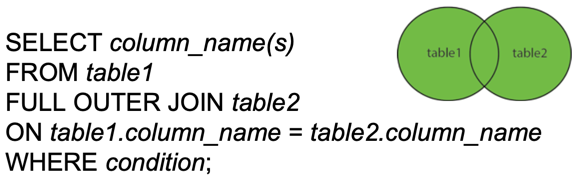 SELECT column_name(s)
FROM table1
FULL OUTER JOIN table2
ON table1.column_name = table2.column_name
WHERE condition;
table1 table2